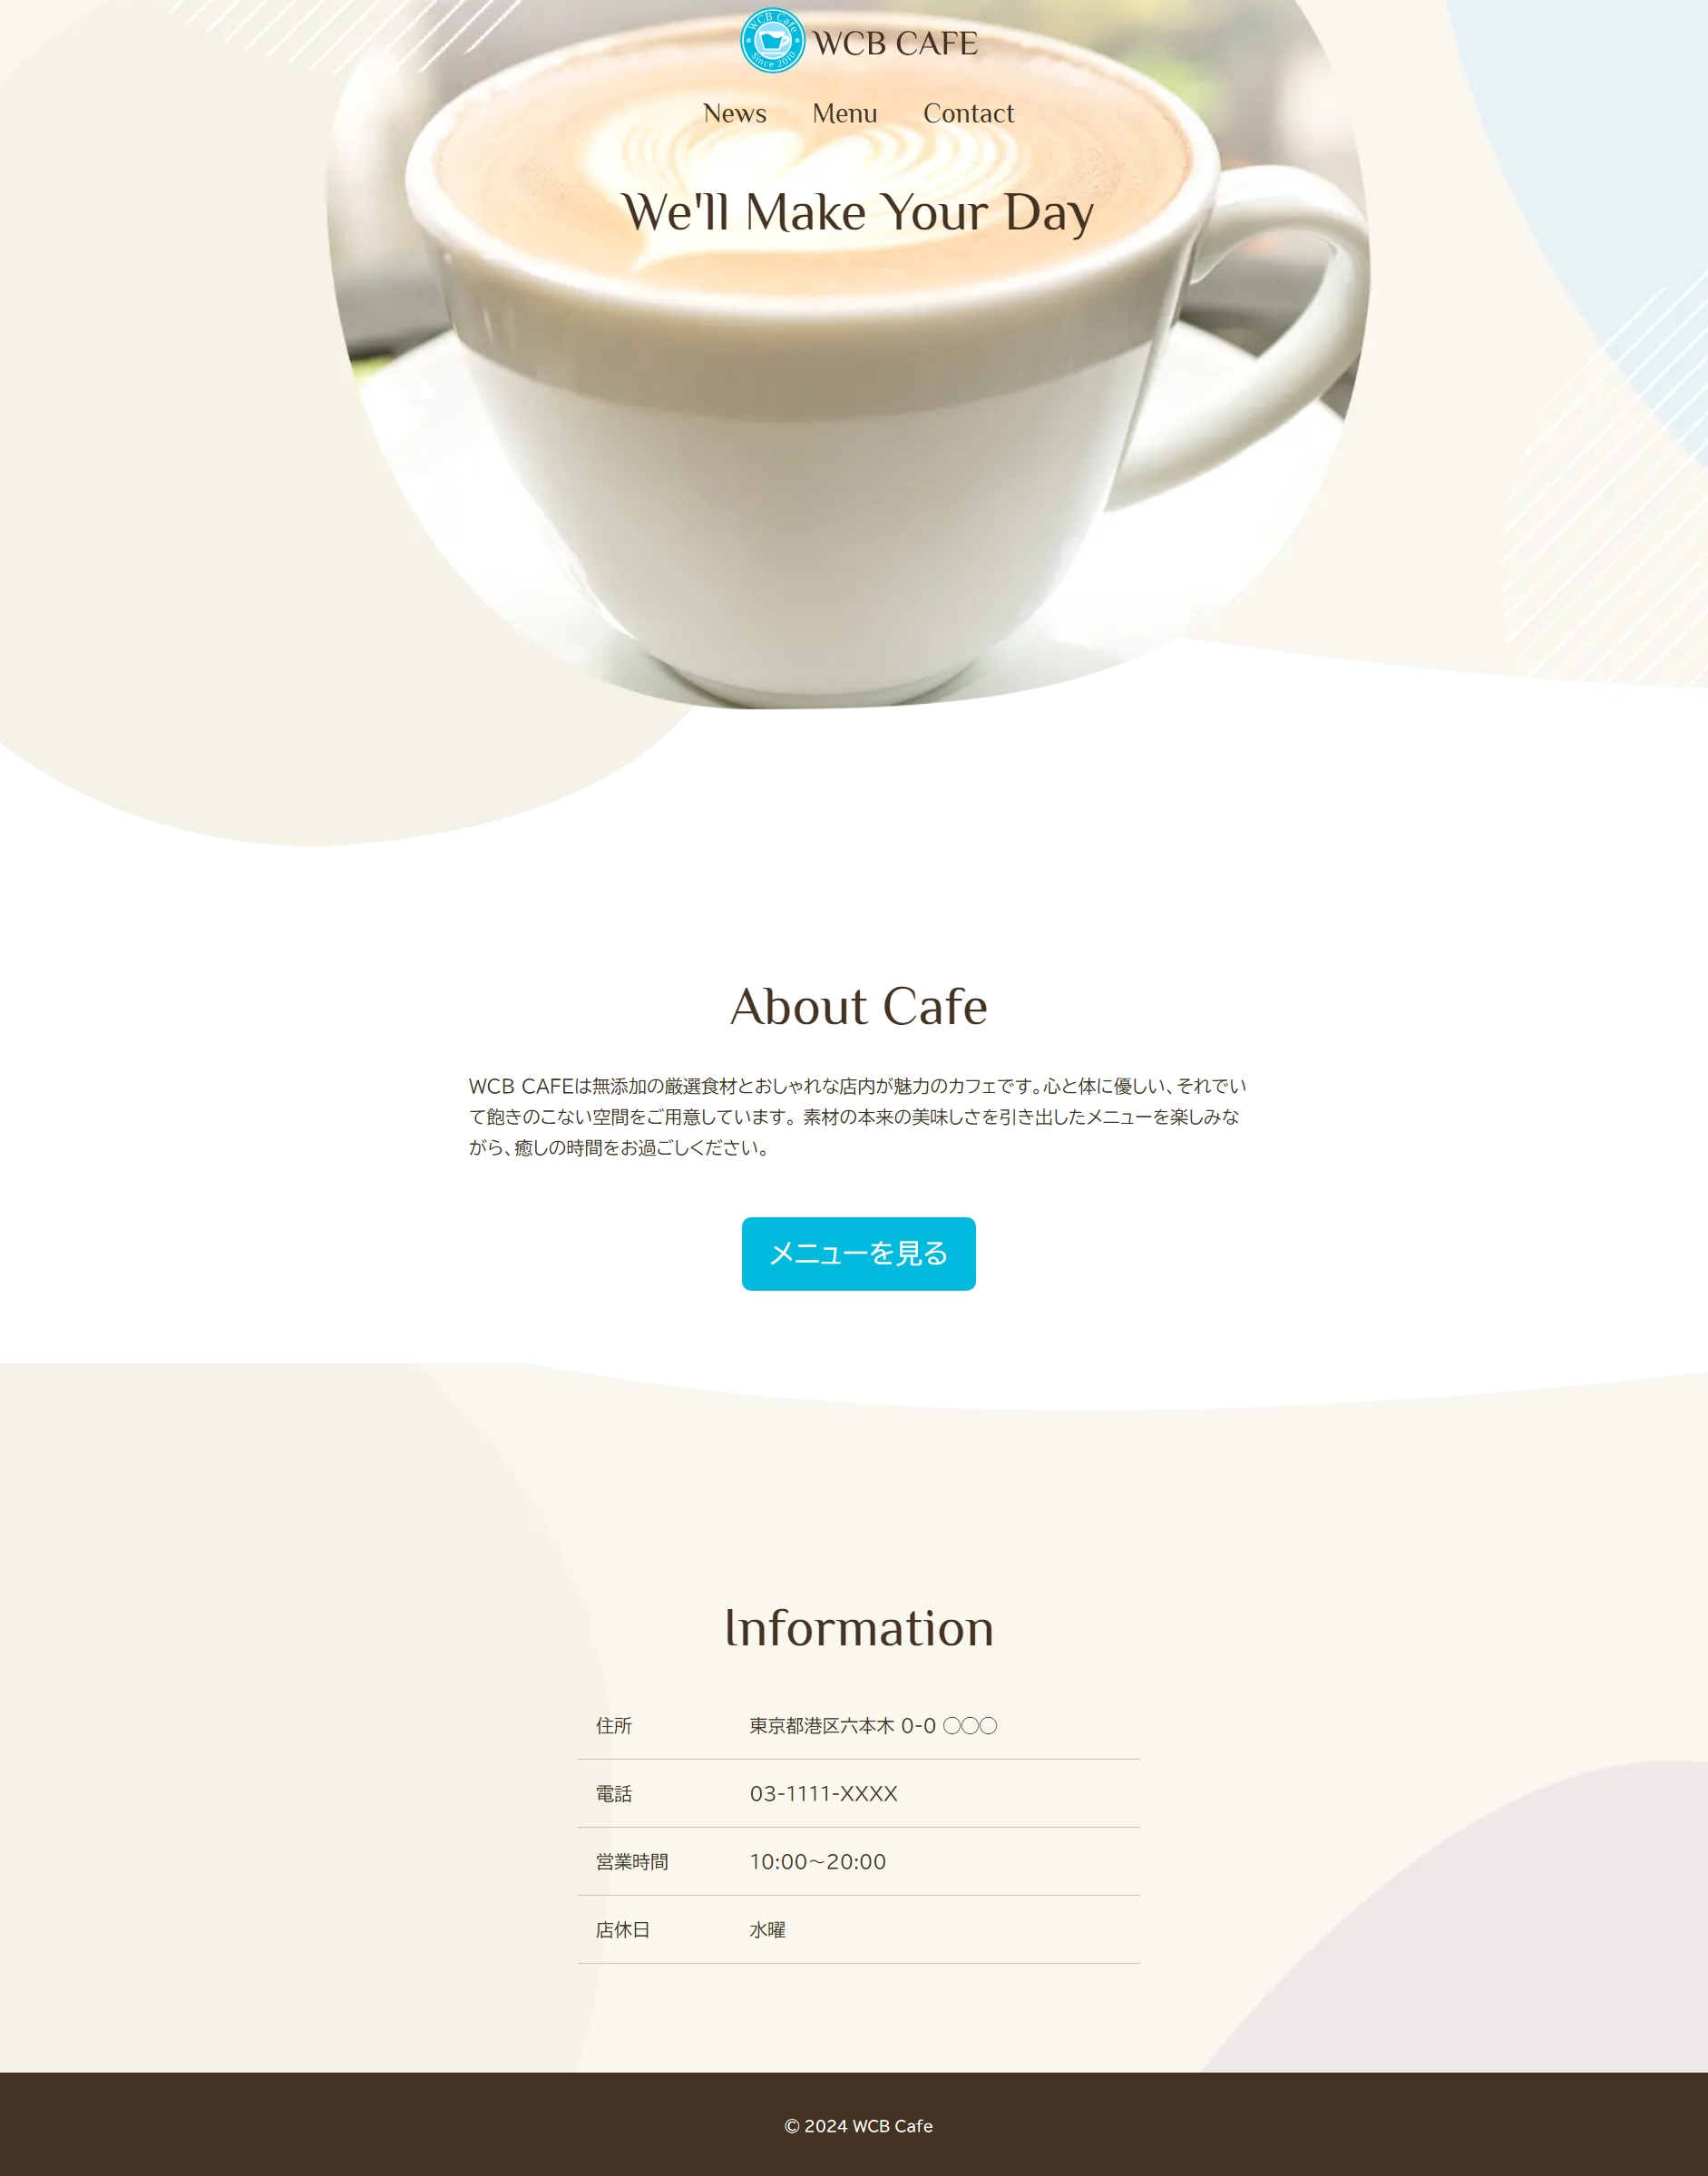 WCB Cafe
Since 2010
WCB CAFE
News Menu Contact
We'll Make Your Day
About Cafe
WCB CAFEは無添加の厳選食材とおしゃれな店内が魅力のカフェです。心と体に優しい、それでい
て飽きのこない空間をご用意しています。素材の本来の美味しさを引き出したメニューを楽しみな
がら、癒しの時間をお過ごしください。
メニューを見る
Information
住所 東京都港区六本木 0-0 ○○○
電話 03-1111-XXXX
営業時間 10:00〜20:00
店休日 水曜
© 2024 WCB Cafe